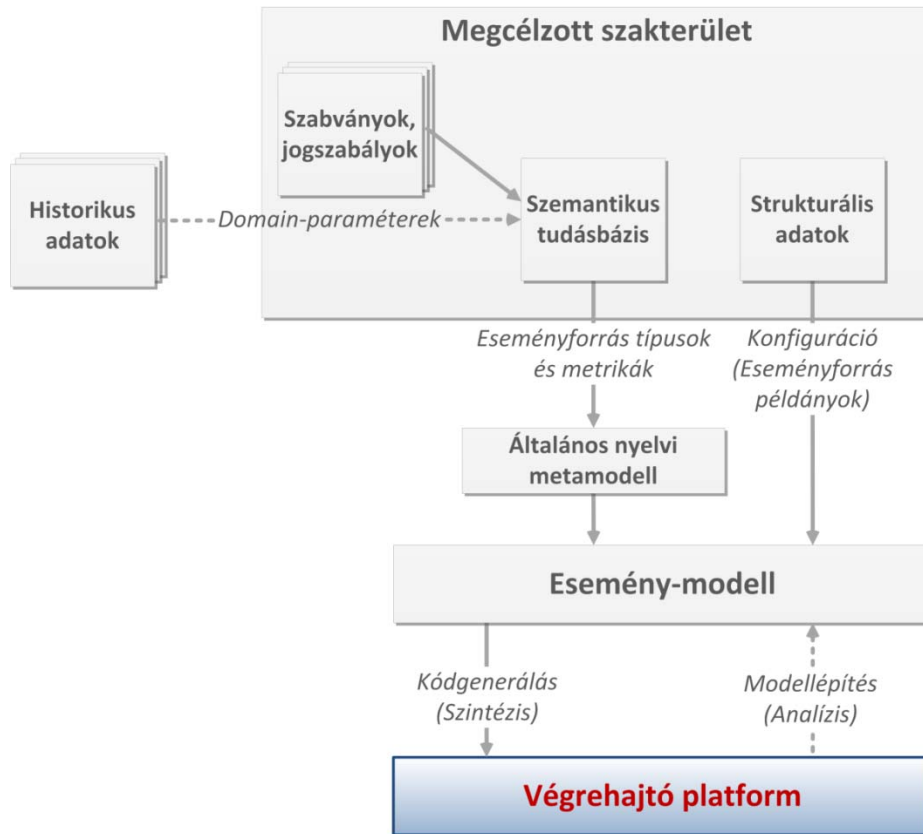 Megcélzott szakterület
Szabványok,
jogszabályok
Historikus
adatok
Domain-paraméterek
Szemantikus
tudásbázis
Strukturális
adatok
Eseményforrás típusok
és metrikák
Konfiguráció
(Eseményforrás
példányok)
Általános nyelvi
metamodell
Esemény-modell
Kódgenerálás
(Szintézis)
Modellépítés
(Analízis)
Végrehajtó platform